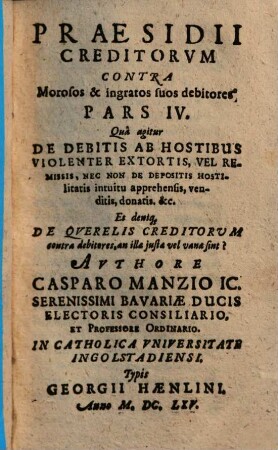 PRAESIDII
CREDITORVM
CONTRA
Morosos & ingratos suos debitores,
PARS IV.
Quâ agitur
DE DEBITIS AB HOSTIBUS
VIOLENTER EXTORTIS, VEL RE-
MISSIS, NEC NON DE DEPOSITIS HOSTI-
litatis intuitu apprehensis, ven-
ditis, donatis. &c.
Et deniq,
DE QVERELIS CREDITORVM
contra debitores, an illa justa vel vana sint?
AVTHORE
CASPARO MANZIO IC.
SERENISSIMI BAVARIÆ DUCIS
ELECTORIS CONSILIARIO,
ET PROFESSORE ORDINARIO.
IN CATHOLICA VNIVERSITATE
INGOLSTADIENSI.
Typis
GEORGII HÆNLINI.
Anno M. DC. LIV.